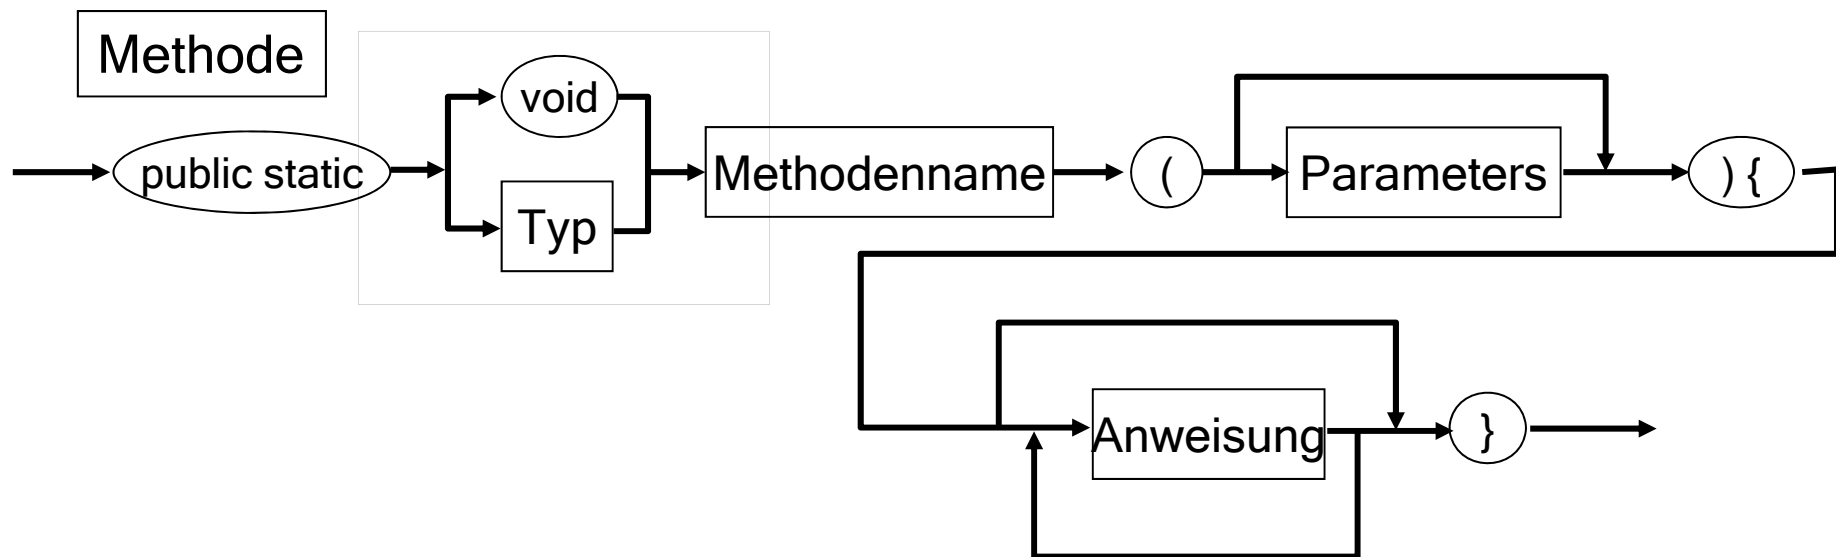 Methode
void
public static
Methodenname
(
Parameters
) {
Typ
Anweisung
}